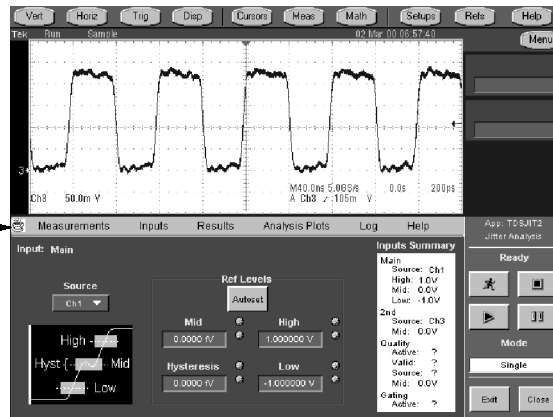 Vert Horiz Trig Disp Cursors Meas Math Setups Refs Help
Tek Run Sample 02 Mar 00 06:57:40
Menu
3
M40.0ns 5.0GS/s 0.0s 200ps
Ch3 50.0m V A Ch3 105m V
Measurements Inputs Results Analysis Plots Log Help
App: TDSJIT2
Jitter Analysis
Input: Main
Inputs Summary
Ready
Main
Source: Ch1
High: 1.0V
Mid: 0.0V
Low: -1.0V
2nd
Source: Ch3
Mid: 0.0V
Quality
Active: ?
Valid: ?
Source: ?
Mid: 0.0V
Gating
Active: ?
Source
Ch1
Ref Levels
Autoset
Mid High
0.0000 fV 1.000000 V
Hysteresis Low
0.0000 fV -1.000000 V
High
Hyst { Mid
Low
Mode
Single
Exit Close